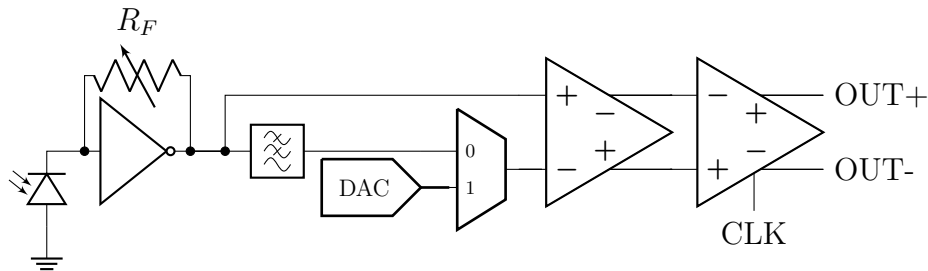 R_F
+ − OUT+
− +
0
DAC 1
+ −
− + OUT-
CLK